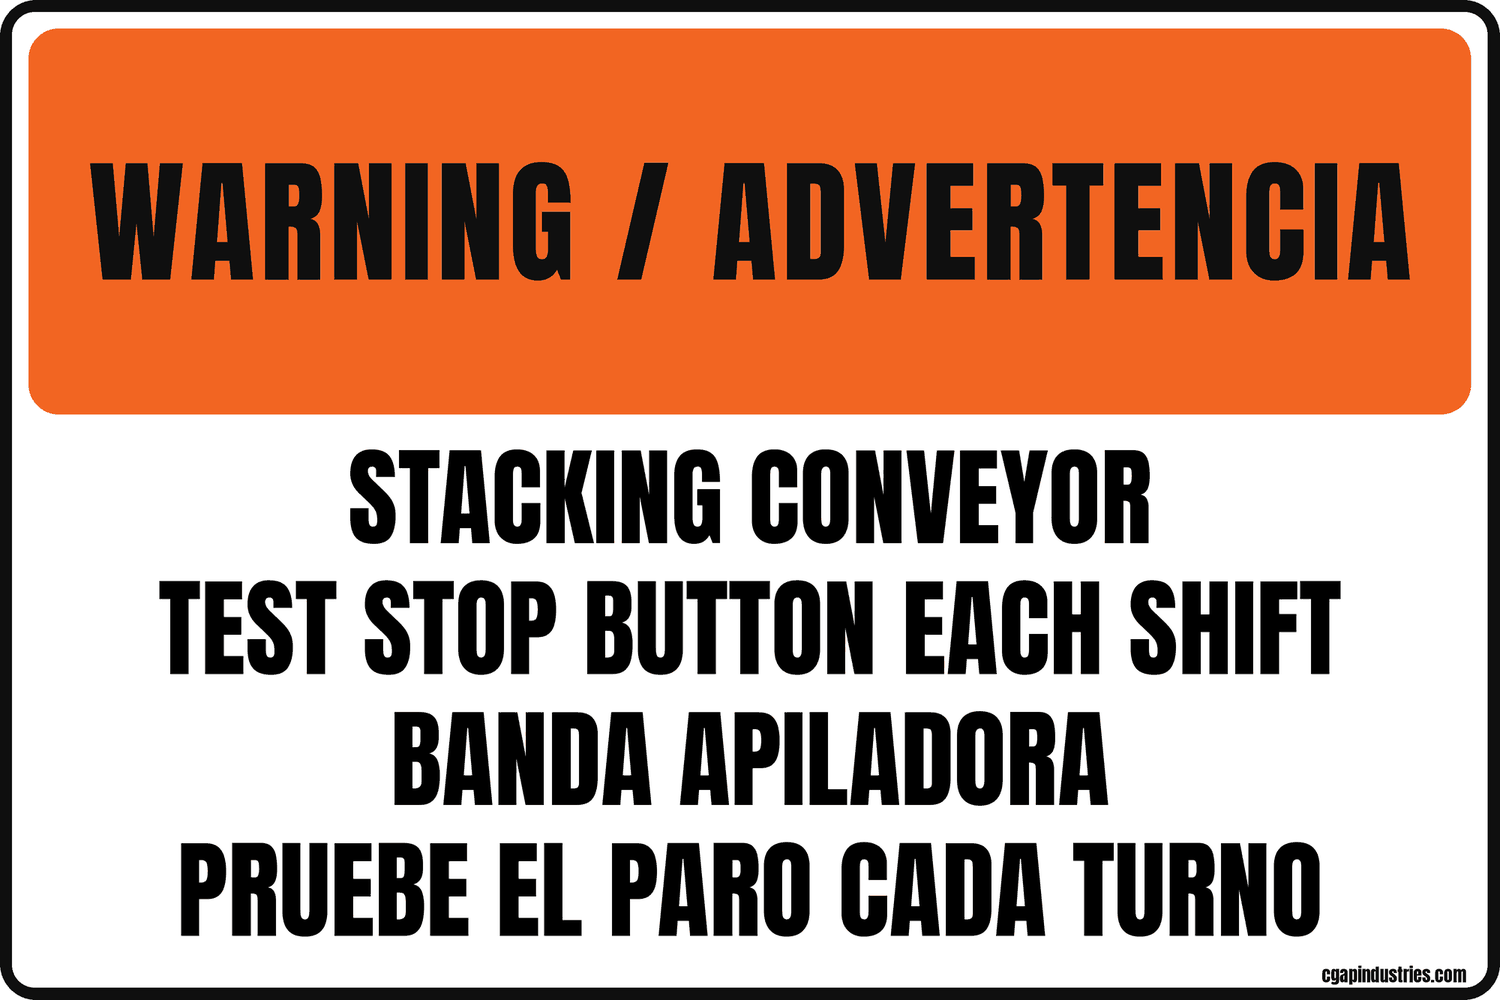 WARNING / ADVERTENCIA
STACKING CONVEYOR
TEST STOP BUTTON EACH SHIFT
BANDA APILADORA
PRUEBE EL PARO CADA TURNO
cgapindustries.com